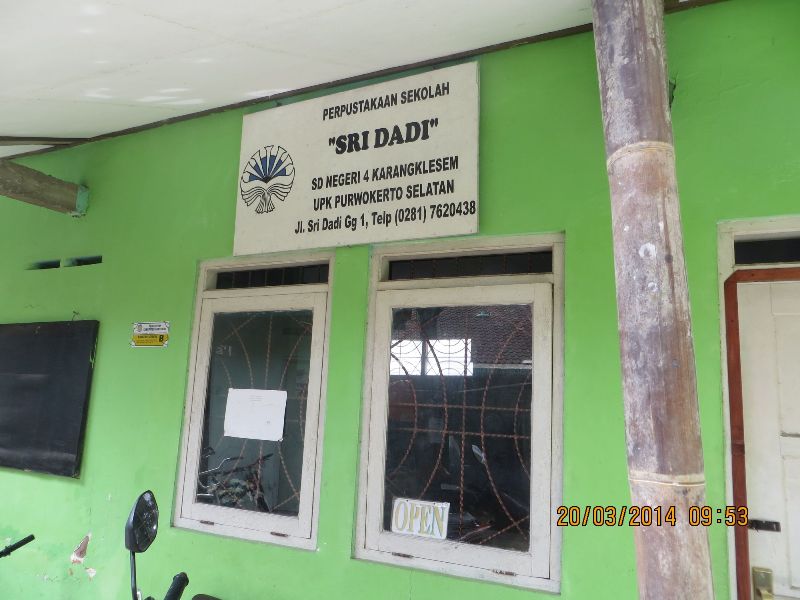 PERPUSTAKAAN SEKOLAH
"SRI DADI"
SD NEGERI 4 KARANGKLESEM
UPK PURWOKERTO SELATAN
Jl. Sri Dadi Gg 1, Telp (0281) 7620438
B
OPEN
20/03/2014 09:53